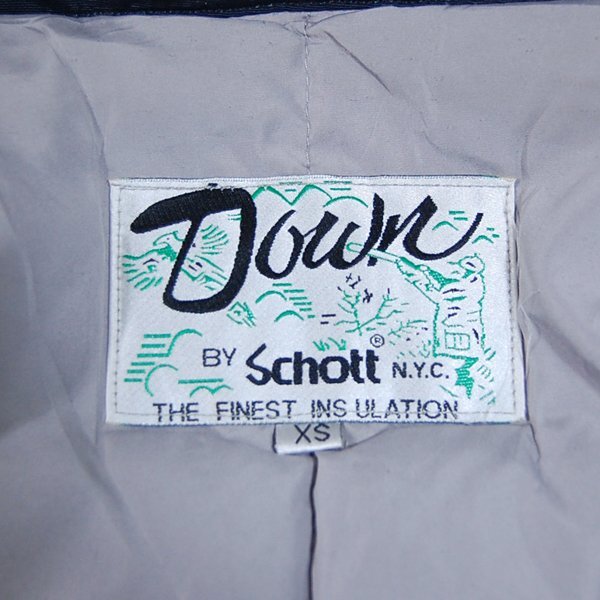 Down
BY Schott® N.Y.C.
THE FINEST INSULATION
XS